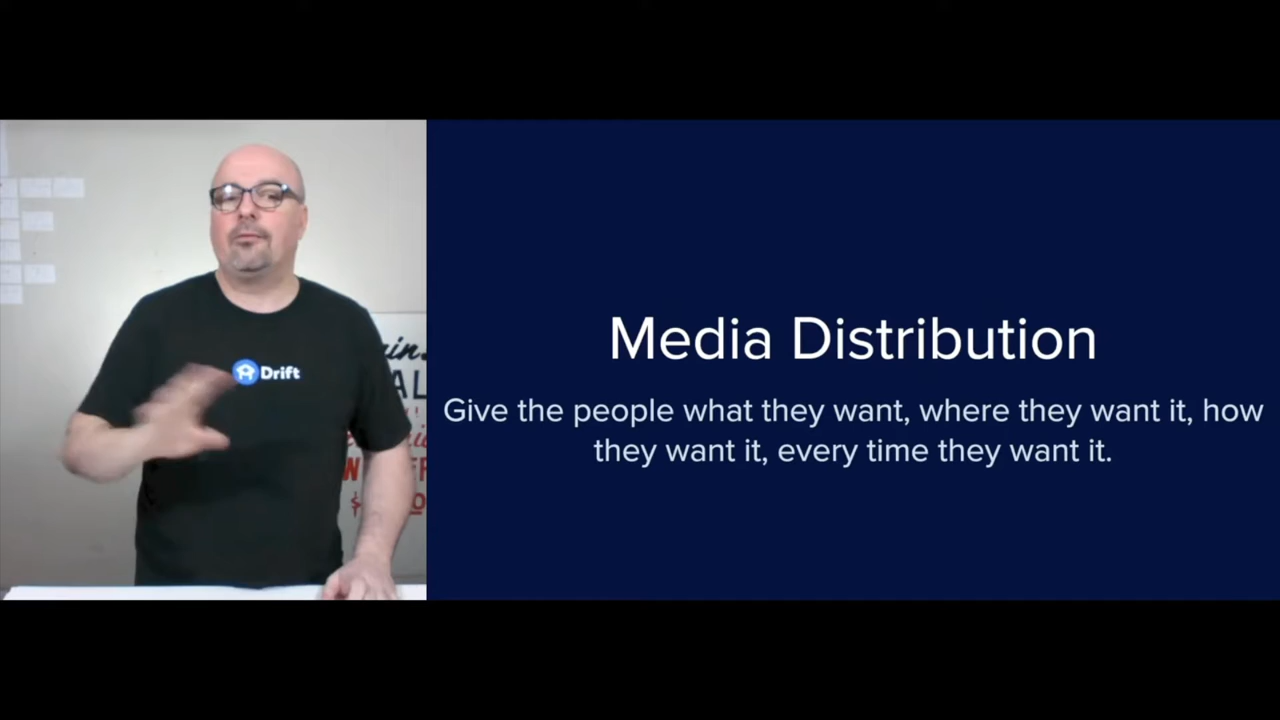 Drift
Media Distribution
Give the people what they want, where they want it, how
they want it, every time they want it.